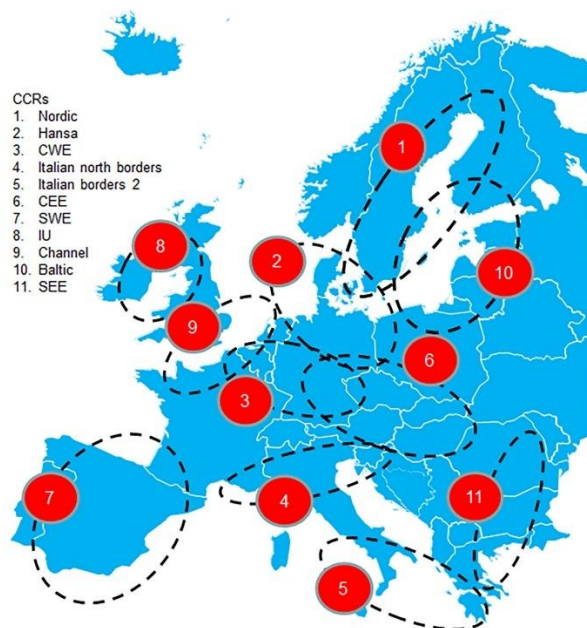 CCRs
1. Nordic
2. Hansa
3. CWE
4. Italian north borders
5. Italian borders 2
6. CEE
7. SWE
8. IU
9. Channel
10. Baltic
11. SEE
1
8
2
10
9
6
3
7
4
11
5